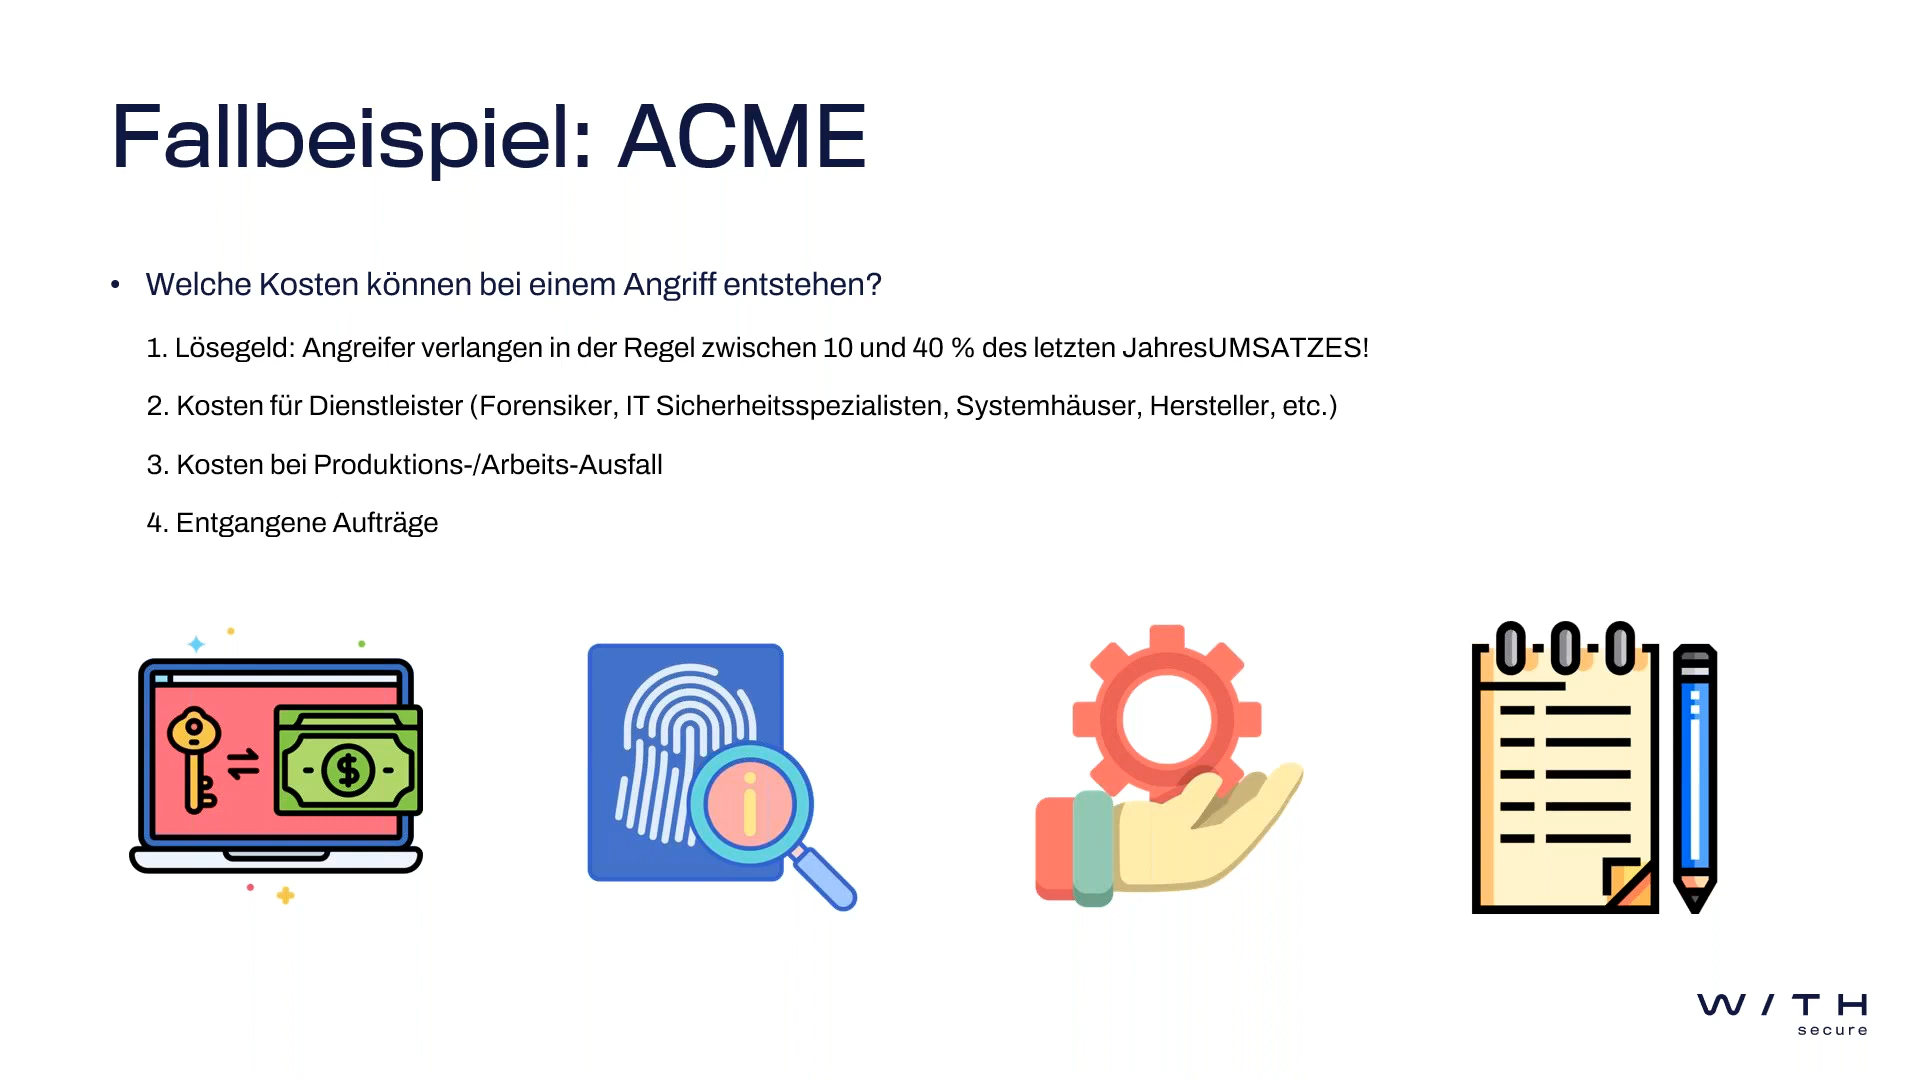 Fallbeispiel: ACME
• Welche Kosten können bei einem Angriff entstehen?
1. Lösegeld: Angreifer verlangen in der Regel zwischen 10 und 40 % des letzten JahresUMSATZES!
2. Kosten für Dienstleister (Forensiker, IT Sicherheitsspezialisten, Systemhäuser, Hersteller, etc.)
3. Kosten bei Produktions-/Arbeits-Ausfall
4. Entgangene Aufträge
$
i
W/TH
secure